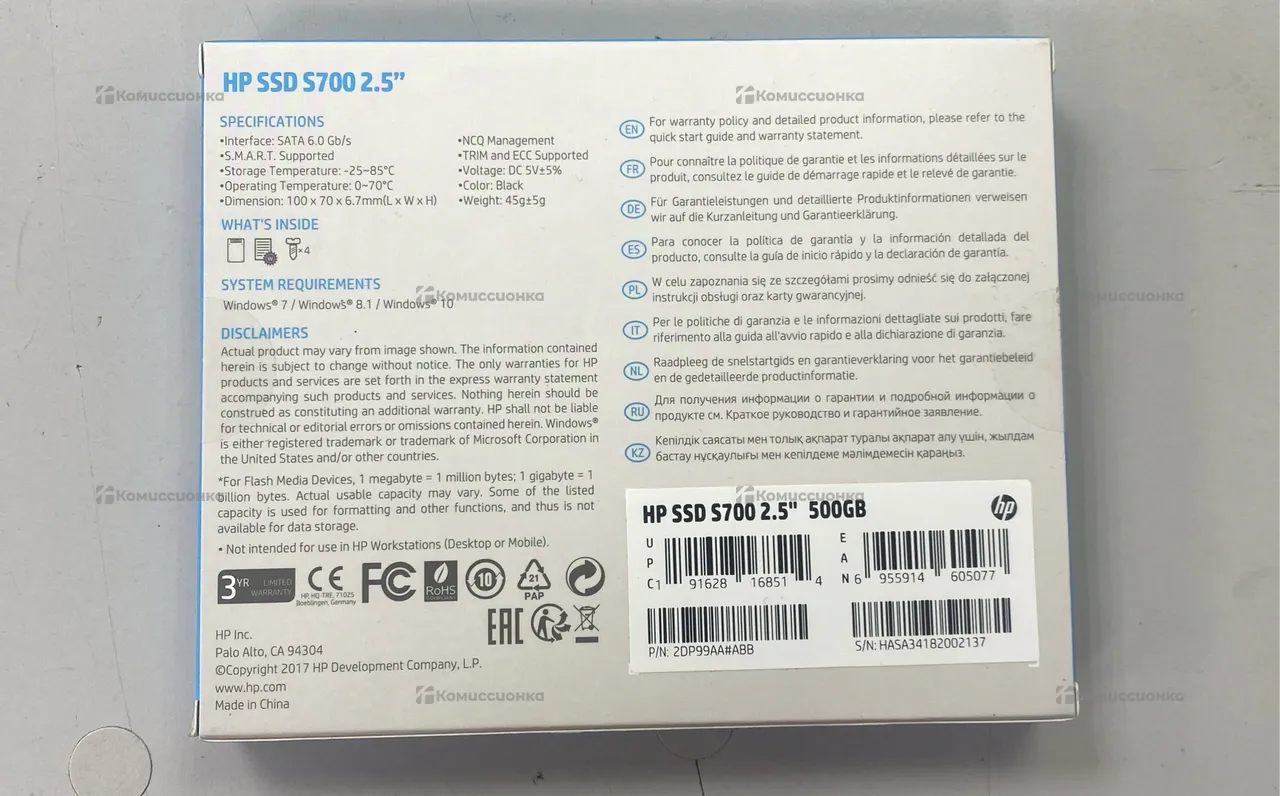 HP SSD S700 2.5”
SPECIFICATIONS
•Interface: SATA 6.0 Gb/s
•S.M.A.R.T. Supported
•Storage Temperature: -25~85°C
•Operating Temperature: 0~70°C
•Dimension: 100 x 70 x 6.7mm(L x W x H)
•NCQ Management
•TRIM and ECC Supported
•Voltage: DC 5V±5%
•Color: Black
•Weight: 45g±5g
WHAT'S INSIDE
×4
SYSTEM REQUIREMENTS
Windows® 7 / Windows® 8.1 / Windows® 10
DISCLAIMERS
Actual product may vary from image shown. The information contained
herein is subject to change without notice. The only warranties for HP
products and services are set forth in the express warranty statement
accompanying such products and services. Nothing herein should be
construed as constituting an additional warranty. HP shall not be liable
for technical or editorial errors or omissions contained herein. Windows®
is either registered trademark or trademark of Microsoft Corporation in
the United States and/or other countries.
*For Flash Media Devices, 1 megabyte = 1 million bytes; 1 gigabyte = 1
billion bytes. Actual usable capacity may vary. Some of the listed
capacity is used for formatting and other functions, and thus is not
available for data storage.
• Not intended for use in HP Workstations (Desktop or Mobile).
3YR LIMITED
WARRANTY
CE
HP, HQ-TRE, 71025
Boeblingen, Germany
FC
RoHS
10
21
PAP
EAC
HP Inc.
Palo Alto, CA 94304
©Copyright 2017 HP Development Company, L.P.
www.hp.com
Made in China
EN For warranty policy and detailed product information, please refer to the
quick start guide and warranty statement.
FR Pour connaître la politique de garantie et les informations détaillées sur le
produit, consultez le guide de démarrage rapide et le relevé de garantie.
DE Für Garantieleistungen und detaillierte Produktinformationen verweisen
wir auf die Kurzanleitung und Garantieerklärung.
ES Para conocer la política de garantía y la información detallada del
producto, consulte la guía de inicio rápido y la declaración de garantía.
PL W celu zapoznania się ze szczegółami prosimy odnieść się do załączonej
instrukcji obsługi oraz karty gwarancyjnej.
IT Per le politiche di garanzia e le informazioni dettagliate sui prodotti, fare
riferimento alla guida all'avvio rapido e alla dichiarazione di garanzia.
NL Raadpleeg de snelstartgids en garantieverklaring voor het garantiebeleid
en de gedetailleerde productinformatie.
RU Для получения информации о гарантии и подробной информации о
продукте см. Краткое руководство и гарантийное заявление.
KZ Кепілдік саясаты мен толық ақпарат туралы ақпарат алу үшін, жылдам
бастау нұсқаулығы мен кепілдеме мәлімдемесін қараңыз.
HP SSD S700 2.5" 500GB
hp
UPC 1 91628 16851 4
EAN 6 955914 605077
P/N: 2DP99AA#ABB
S/N: HASA34182002137
Комиссионка
Комиссионка
Комиссионка
Комиссионка
Комиссионка
Комиссионка
Комиссионка
Комиссионка